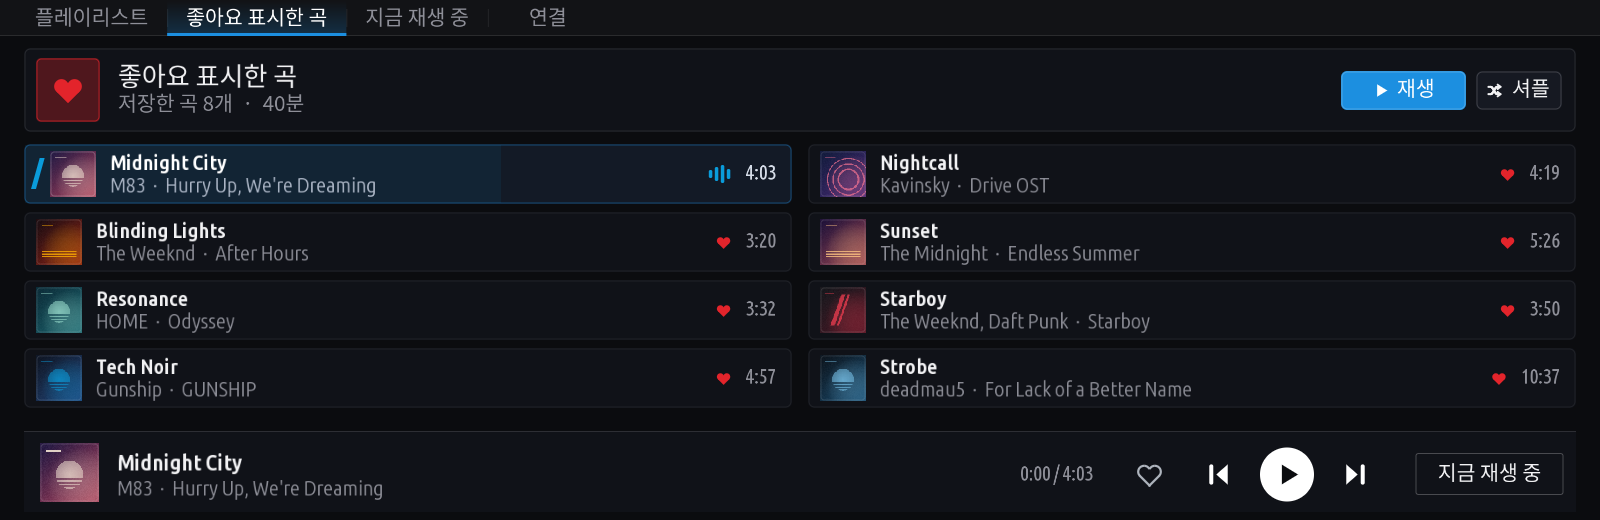 플레이리스트 좋아요 표시한 곡 지금 재생 중 연결
좋아요 표시한 곡
저장한 곡 8개 · 40분
재생 셔플
Midnight City
M83 · Hurry Up, We're Dreaming
4:03
Nightcall
Kavinsky · Drive OST
4:19
Blinding Lights
The Weeknd · After Hours
3:20
Sunset
The Midnight · Endless Summer
5:26
Resonance
HOME · Odyssey
3:32
Starboy
The Weeknd, Daft Punk · Starboy
3:50
Tech Noir
Gunship · GUNSHIP
4:57
Strobe
deadmau5 · For Lack of a Better Name
10:37
Midnight City
M83 · Hurry Up, We're Dreaming
0:00 / 4:03
지금 재생 중